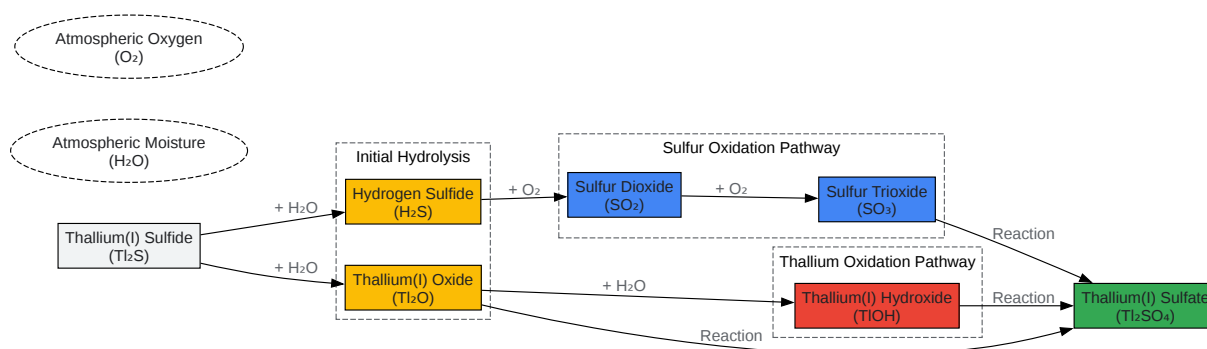 Atmospheric Oxygen
(O₂)
Atmospheric Moisture
(H₂O)
Initial Hydrolysis
Sulfur Oxidation Pathway
Hydrogen Sulfide
(H₂S)
+ O₂
Sulfur Dioxide
(SO₂)
+ O₂
Sulfur Trioxide
(SO₃)
+ H₂O
Thallium(I) Sulfide
(Tl₂S)
+ H₂O
Reaction
Thallium Oxidation Pathway
Thallium(I) Oxide
(Tl₂O)
+ H₂O
Thallium(I) Hydroxide
(TlOH)
Reaction
Thallium(I) Sulfate
(Tl₂SO₄)
Reaction